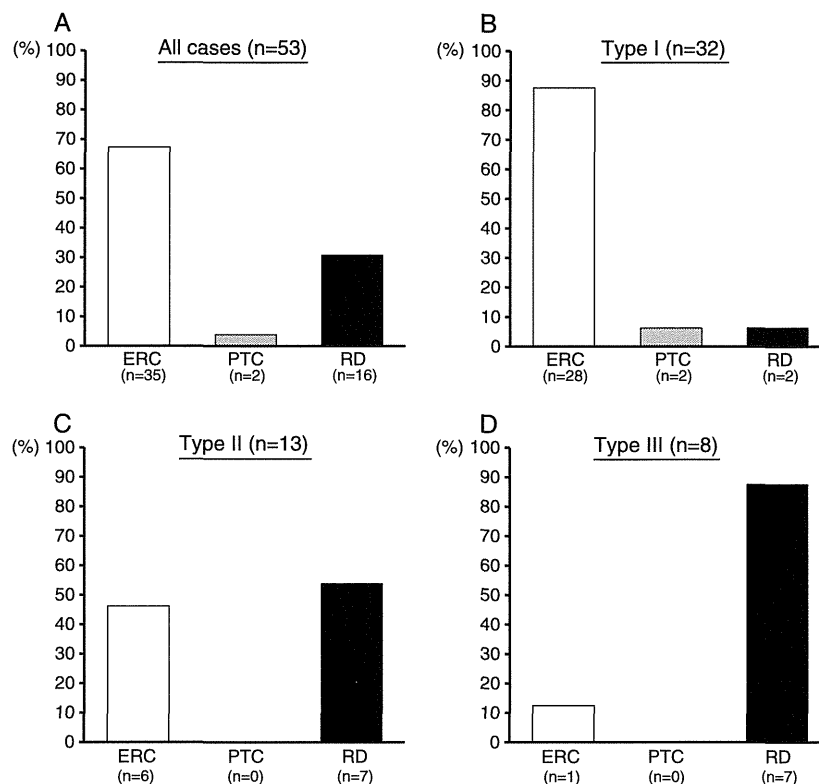 A
(%)
All cases (n=53)
100
90
80
70
60
50
40
30
20
10
0
ERC
PTC
RD
(n=35)
(n=2)
(n=16)
B
(%)
Type I (n=32)
100
90
80
70
60
50
40
30
20
10
0
ERC
PTC
RD
(n=28)
(n=2)
(n=2)
C
(%)
Type II (n=13)
100
90
80
70
60
50
40
30
20
10
0
ERC
PTC
RD
(n=6)
(n=0)
(n=7)
D
(%)
Type III (n=8)
100
90
80
70
60
50
40
30
20
10
0
ERC
PTC
RD
(n=1)
(n=0)
(n=7)